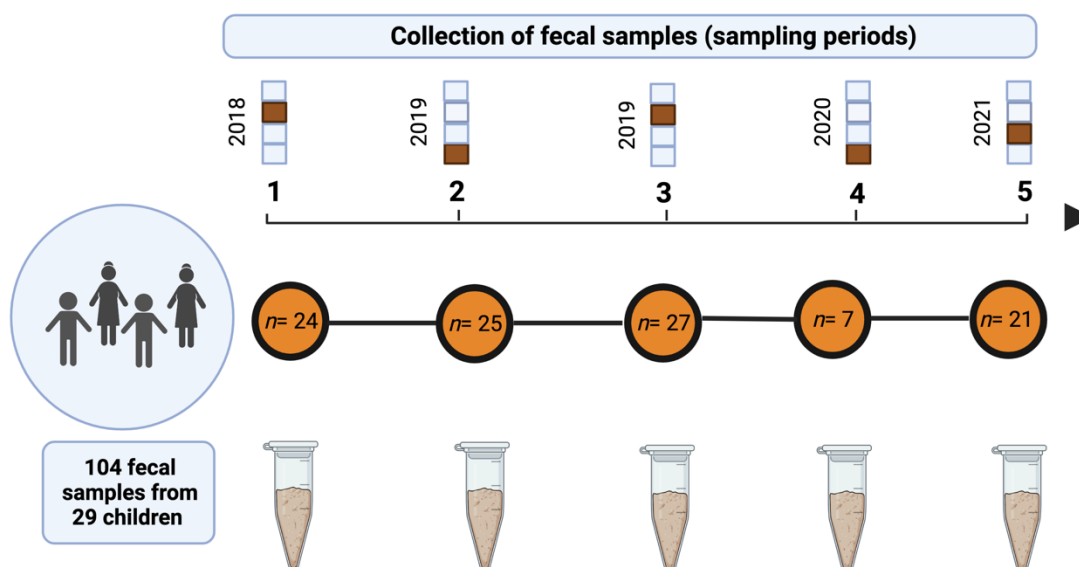 Collection of fecal samples (sampling periods)
2018
2019
2019
2020
2021
1
2
3
4
5
n= 24
n= 25
n= 27
n= 7
n= 21
104 fecal
samples from
29 children